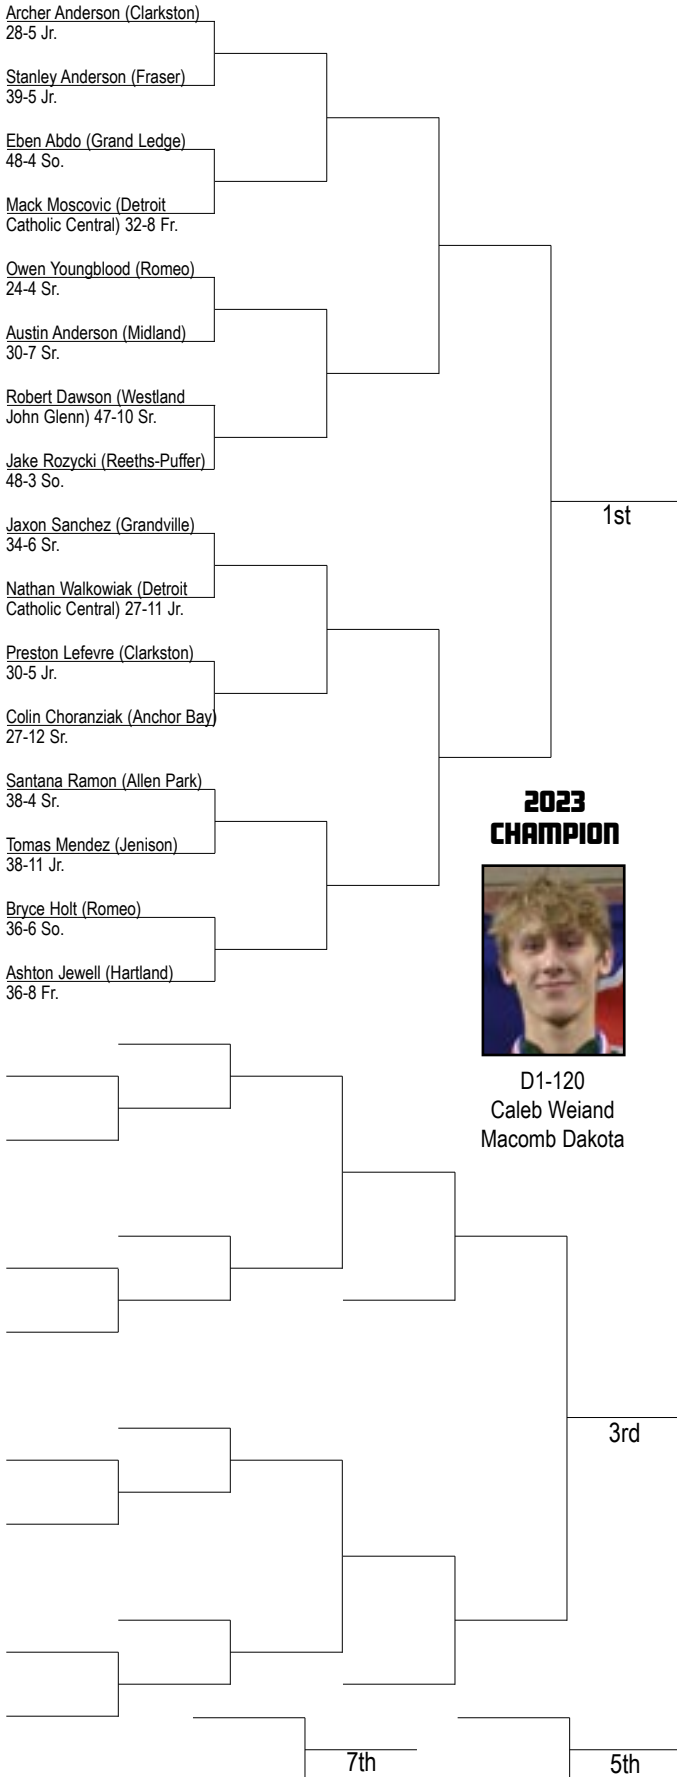 Archer Anderson (Clarkston)
28-5 Jr.
Stanley Anderson (Fraser)
39-5 Jr.
Eben Abdo (Grand Ledge)
48-4 So.
Mack Moscovic (Detroit
Catholic Central) 32-8 Fr.
Owen Youngblood (Romeo)
24-4 Sr.
Austin Anderson (Midland)
30-7 Sr.
Robert Dawson (Westland
John Glenn) 47-10 Sr.
Jake Rozycki (Reeths-Puffer)
48-3 So.
1st
Jaxon Sanchez (Grandville)
34-6 Sr.
Nathan Walkowiak (Detroit
Catholic Central) 27-11 Jr.
Preston Lefevre (Clarkston)
30-5 Jr.
Colin Choranziak (Anchor Bay)
27-12 Sr.
Santana Ramon (Allen Park)
38-4 Sr.
Tomas Mendez (Jenison)
38-11 Jr.
Bryce Holt (Romeo)
36-6 So.
Ashton Jewell (Hartland)
36-8 Fr.
2023
CHAMPION
D1-120
Caleb Weiand
Macomb Dakota
3rd
7th
5th